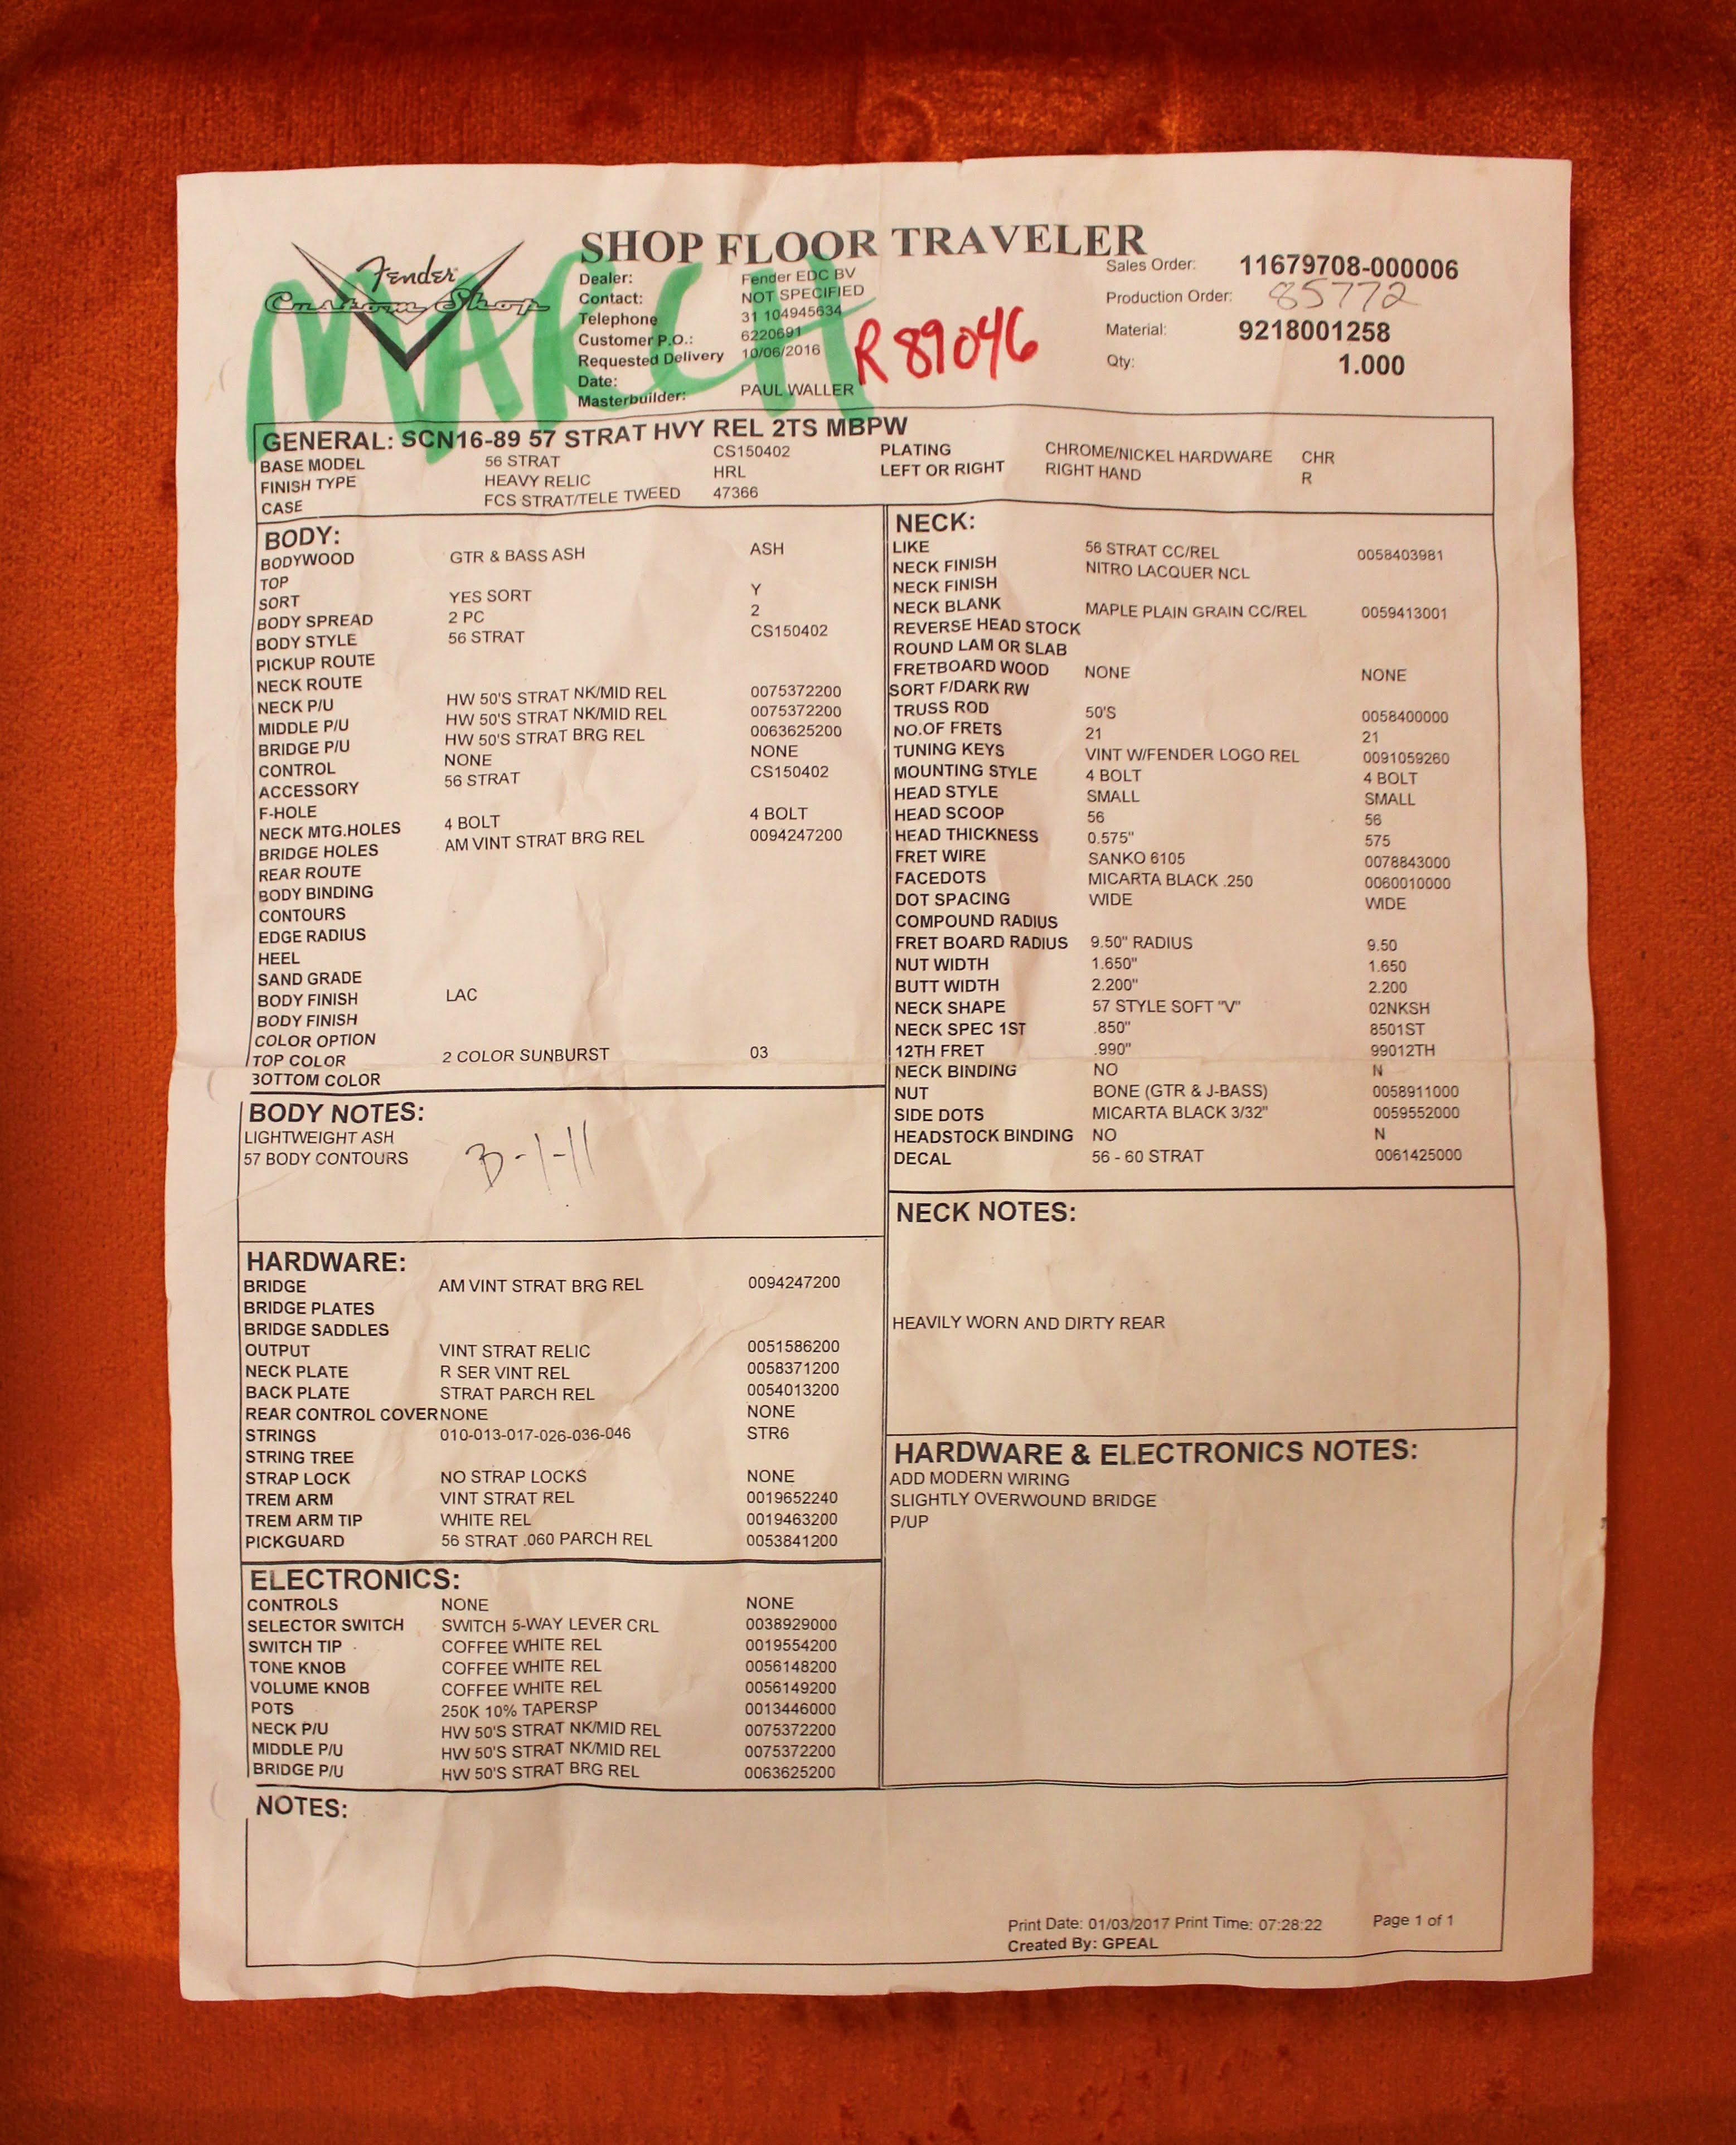 Fender
Custom Shop
MARCH
SHOP FLOOR TRAVELER
Dealer: Fender EDC BV
Contact: NOT SPECIFIED
Telephone 31 104945634
Customer P.O.: 6220691
Requested Delivery 10/06/2016
Date:
Masterbuilder: PAUL WALLER
R89046
Sales Order: 11679708-000006
Production Order: 85772
Material: 9218001258
Qty: 1.000
GENERAL: SCN16-89 57 STRAT HVY REL 2TS MBPW
BASE MODEL 56 STRAT CS150402 PLATING CHROME/NICKEL HARDWARE CHR
FINISH TYPE HEAVY RELIC HRL LEFT OR RIGHT RIGHT HAND R
CASE FCS STRAT/TELE TWEED 47366
BODY:
BODYWOOD GTR & BASS ASH ASH
TOP
SORT YES SORT Y
BODY SPREAD 2 PC 2
BODY STYLE 56 STRAT CS150402
PICKUP ROUTE
NECK ROUTE
NECK P/U HW 50'S STRAT NK/MID REL 0075372200
MIDDLE P/U HW 50'S STRAT NK/MID REL 0075372200
BRIDGE P/U HW 50'S STRAT BRG REL 0063625200
CONTROL NONE NONE
ACCESSORY 56 STRAT CS150402
F-HOLE
NECK MTG.HOLES 4 BOLT 4 BOLT
BRIDGE HOLES AM VINT STRAT BRG REL 0094247200
REAR ROUTE
BODY BINDING
CONTOURS
EDGE RADIUS
HEEL
SAND GRADE
BODY FINISH LAC
BODY FINISH
COLOR OPTION
TOP COLOR 2 COLOR SUNBURST 03
BOTTOM COLOR
BODY NOTES:
LIGHTWEIGHT ASH
57 BODY CONTOURS
B-1-11
HARDWARE:
BRIDGE AM VINT STRAT BRG REL 0094247200
BRIDGE PLATES
BRIDGE SADDLES
OUTPUT VINT STRAT RELIC 0051586200
NECK PLATE R SER VINT REL 0058371200
BACK PLATE STRAT PARCH REL 0054013200
REAR CONTROL COVER NONE NONE
STRINGS 010-013-017-026-036-046 STR6
STRING TREE
STRAP LOCK NO STRAP LOCKS NONE
TREM ARM VINT STRAT REL 0019652240
TREM ARM TIP WHITE REL 0019463200
PICKGUARD 56 STRAT .060 PARCH REL 0053841200
ELECTRONICS:
CONTROLS NONE NONE
SELECTOR SWITCH SWITCH 5-WAY LEVER CRL 0038929000
SWITCH TIP COFFEE WHITE REL 0019554200
TONE KNOB COFFEE WHITE REL 0056148200
VOLUME KNOB COFFEE WHITE REL 0056149200
POTS 250K 10% TAPERSP 0013446000
NECK P/U HW 50'S STRAT NK/MID REL 0075372200
MIDDLE P/U HW 50'S STRAT NK/MID REL 0075372200
BRIDGE P/U HW 50'S STRAT BRG REL 0063625200
NECK:
LIKE 56 STRAT CC/REL 0058403981
NECK FINISH NITRO LACQUER NCL
NECK FINISH
NECK BLANK MAPLE PLAIN GRAIN CC/REL 0059413001
REVERSE HEAD STOCK
ROUND LAM OR SLAB
FRETBOARD WOOD NONE NONE
SORT F/DARK RW
TRUSS ROD 50'S 0058400000
NO.OF FRETS 21 21
TUNING KEYS VINT W/FENDER LOGO REL 0091059260
MOUNTING STYLE 4 BOLT 4 BOLT
HEAD STYLE SMALL SMALL
HEAD SCOOP 56 56
HEAD THICKNESS 0.575" 575
FRET WIRE SANKO 6105 0078843000
FACEDOTS MICARTA BLACK .250 0060010000
DOT SPACING WIDE WIDE
COMPOUND RADIUS
FRET BOARD RADIUS 9.50" RADIUS 9.50
NUT WIDTH 1.650" 1.650
BUTT WIDTH 2.200" 2.200
NECK SHAPE 57 STYLE SOFT "V" 02NKSH
NECK SPEC 1ST .850" 8501ST
12TH FRET .990" 99012TH
NECK BINDING NO N
NUT BONE (GTR & J-BASS) 0058911000
SIDE DOTS MICARTA BLACK 3/32" 0059552000
HEADSTOCK BINDING NO N
DECAL 56 - 60 STRAT 0061425000
NECK NOTES:
HEAVILY WORN AND DIRTY REAR
HARDWARE & ELECTRONICS NOTES:
ADD MODERN WIRING
SLIGHTLY OVERWOUND BRIDGE
P/UP
NOTES:
Print Date: 01/03/2017 Print Time: 07:28:22 Page 1 of 1
Created By: GPEAL